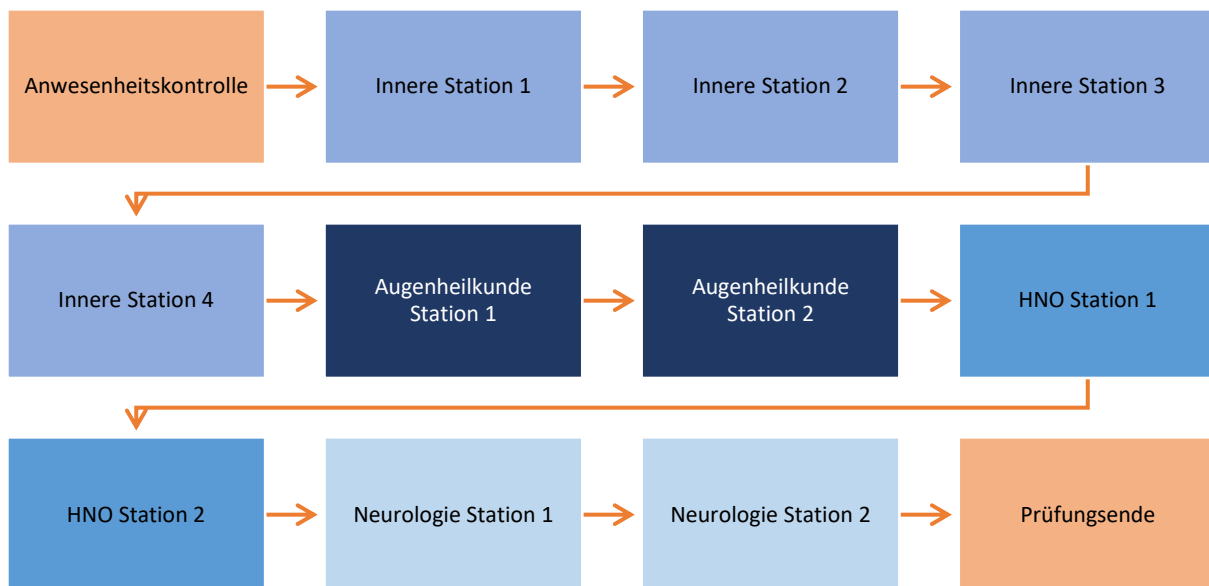 Anwesenheitskontrolle
Innere Station 1
Innere Station 2
Innere Station 3
Innere Station 4
Augenheilkunde
Station 1
Augenheilkunde
Station 2
HNO Station 1
HNO Station 2
Neurologie Station 1
Neurologie Station 2
Prüfungsende